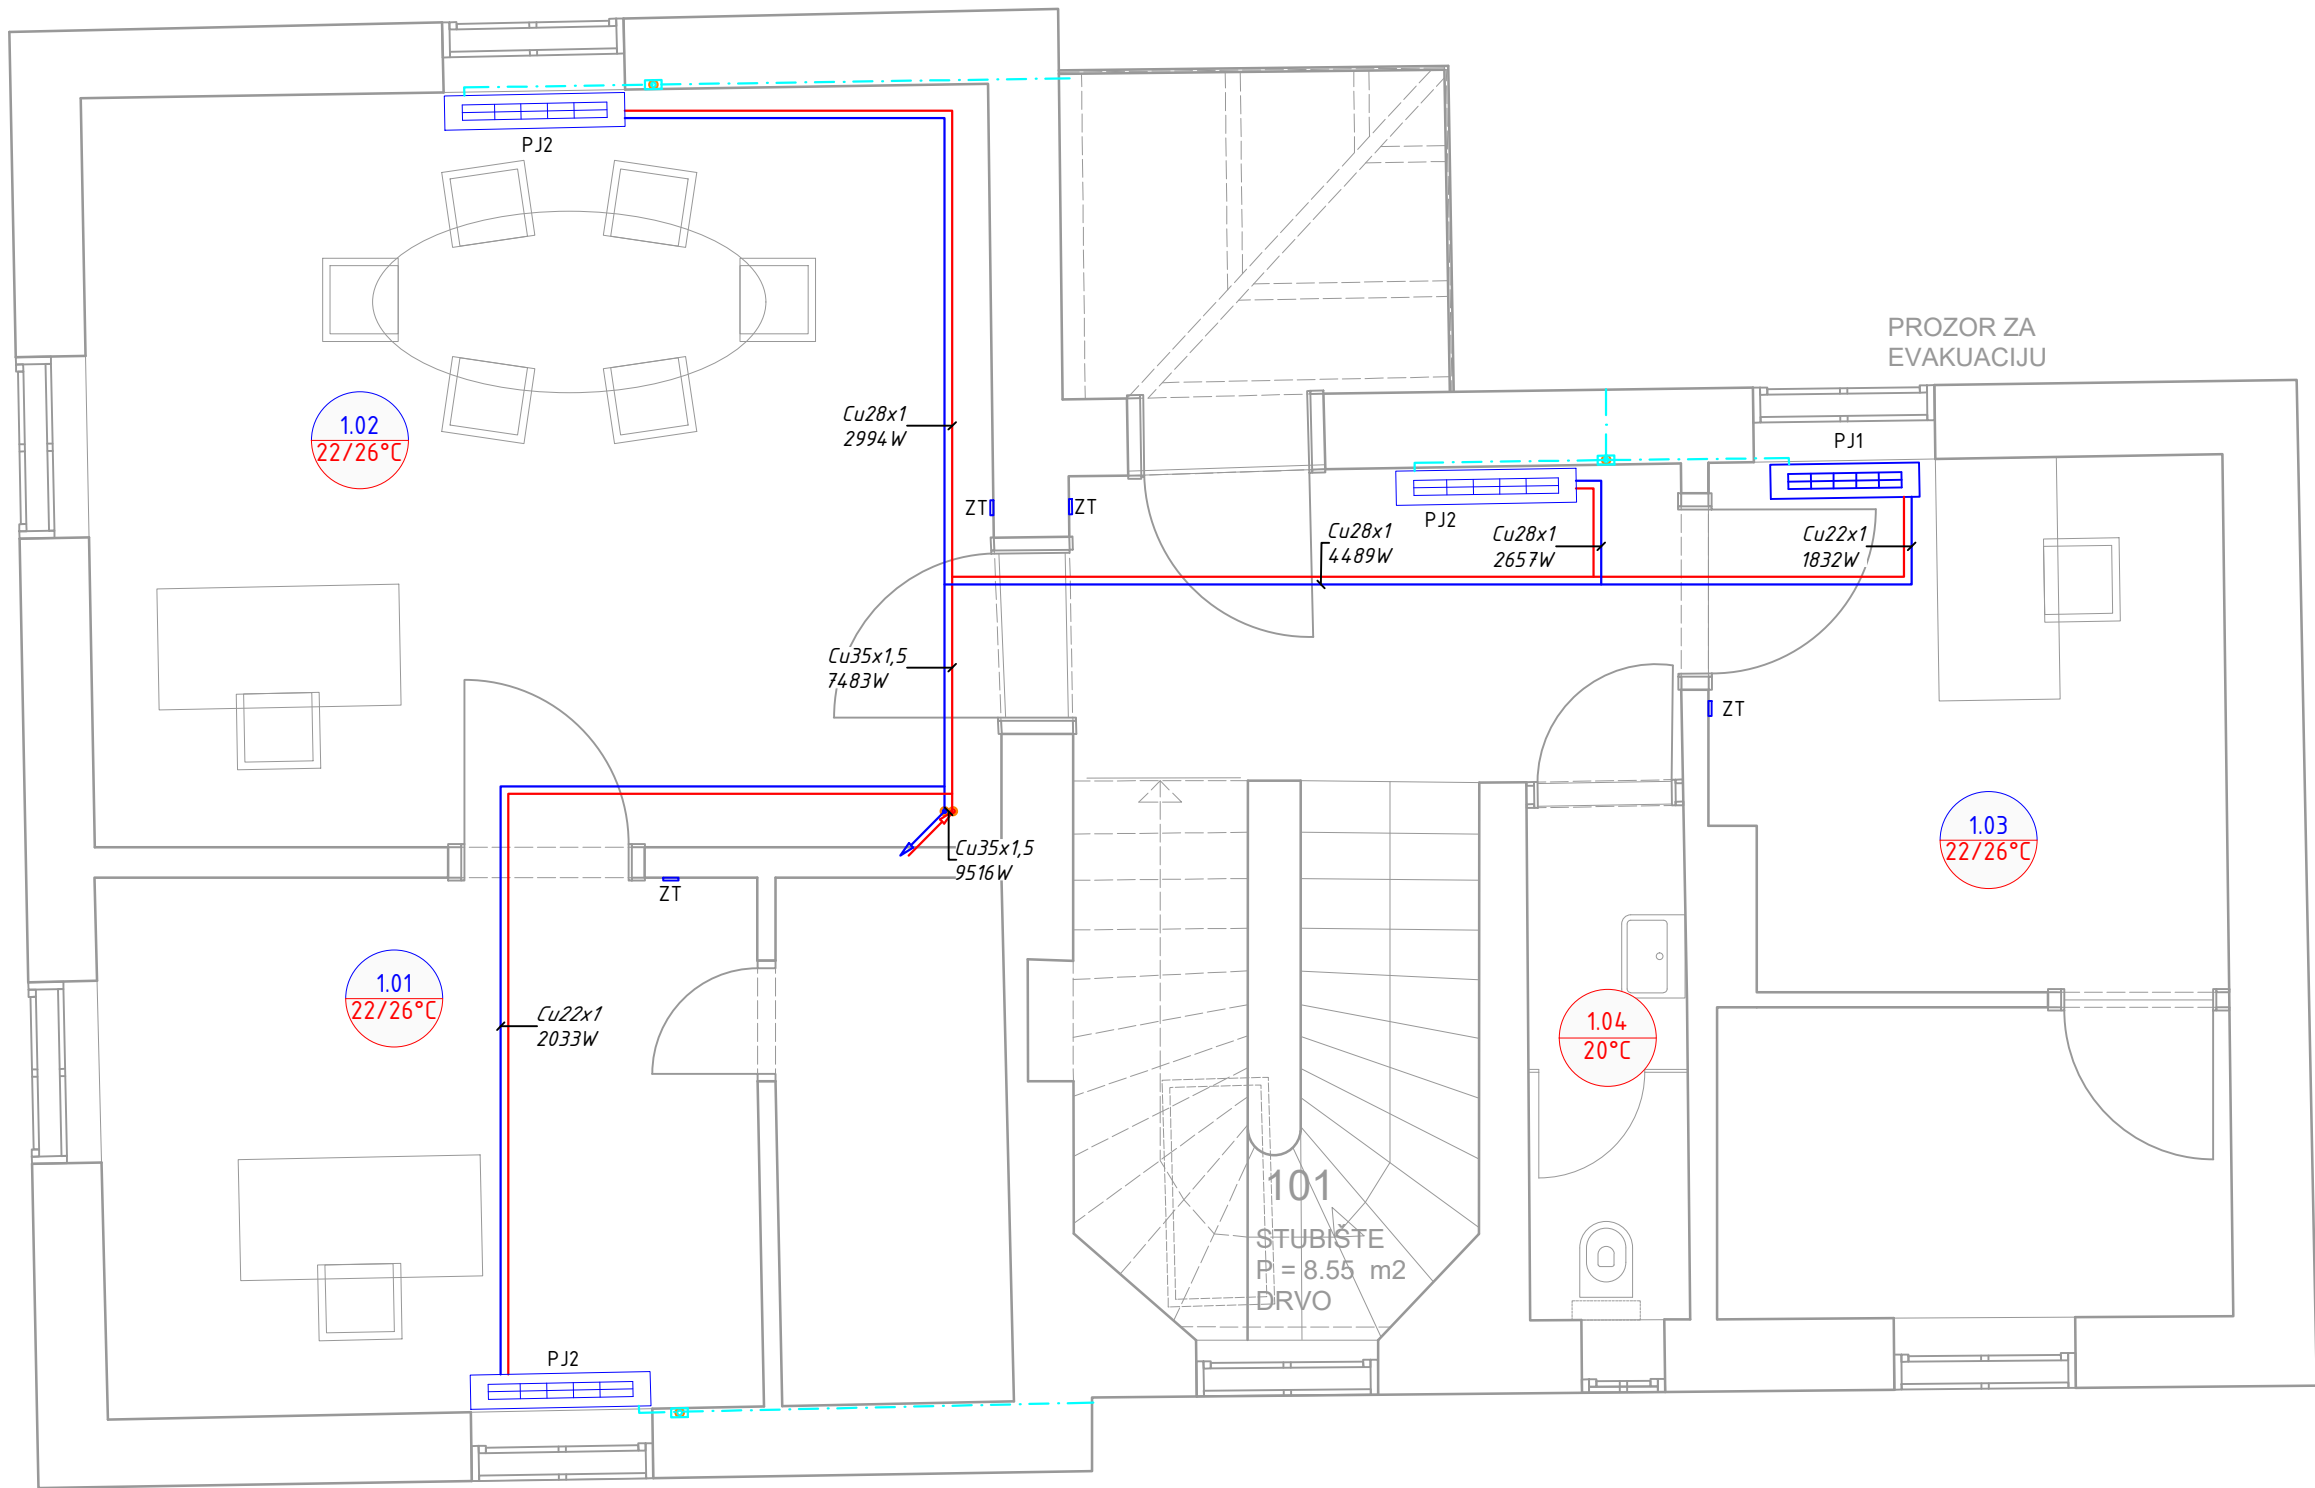 PJ2
PROZOR ZA
EVAKUACIJU
1.02
22/26°C
Cu28x1
2994W
PJ1
ZT
ZT
PJ2
Cu28x1
4489W
Cu28x1
2657W
Cu22x1
1832W
Cu35x1,5
7483W
ZT
1.03
22/26°C
Cu35x1,5
9516W
ZT
1.01
22/26°C
Cu22x1
2033W
1.04
20°C
101
STUBIŠTE
P = 8.55 m2
DRVO
PJ2